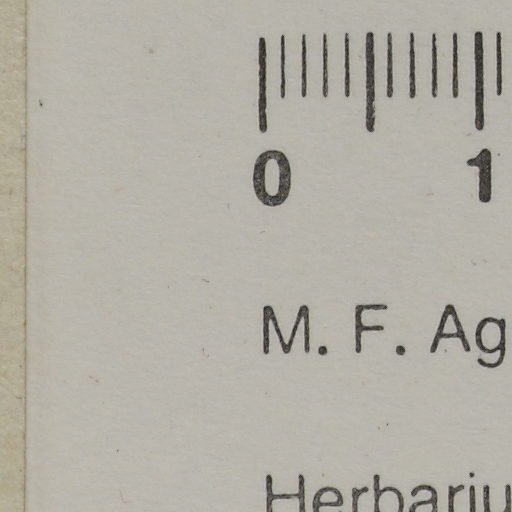 0 1
M. F. Ag
Herbariu